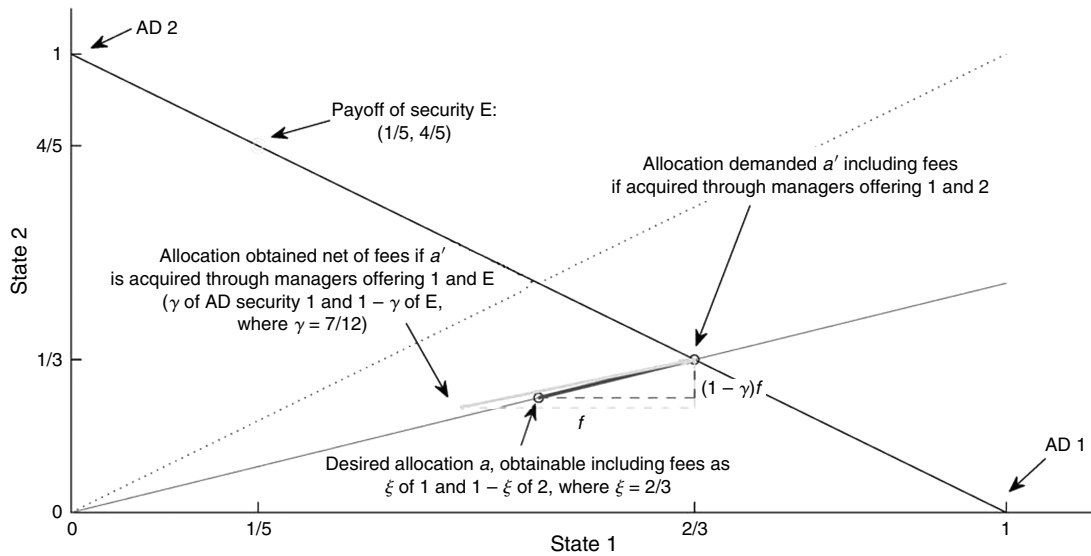 AD 2
1
Payoff of security E:
(1/5, 4/5)
4/5
Allocation demanded a′ including fees
if acquired through managers offering 1 and 2
State 2
Allocation obtained net of fees if a′
is acquired through managers offering 1 and E
(γ of AD security 1 and 1 − γ of E,
where γ = 7/12)
1/3
(1 − γ)f
f
AD 1
Desired allocation a, obtainable including fees as
ξ of 1 and 1 − ξ of 2, where ξ = 2/3
0
0
1/5
2/3
1
State 1